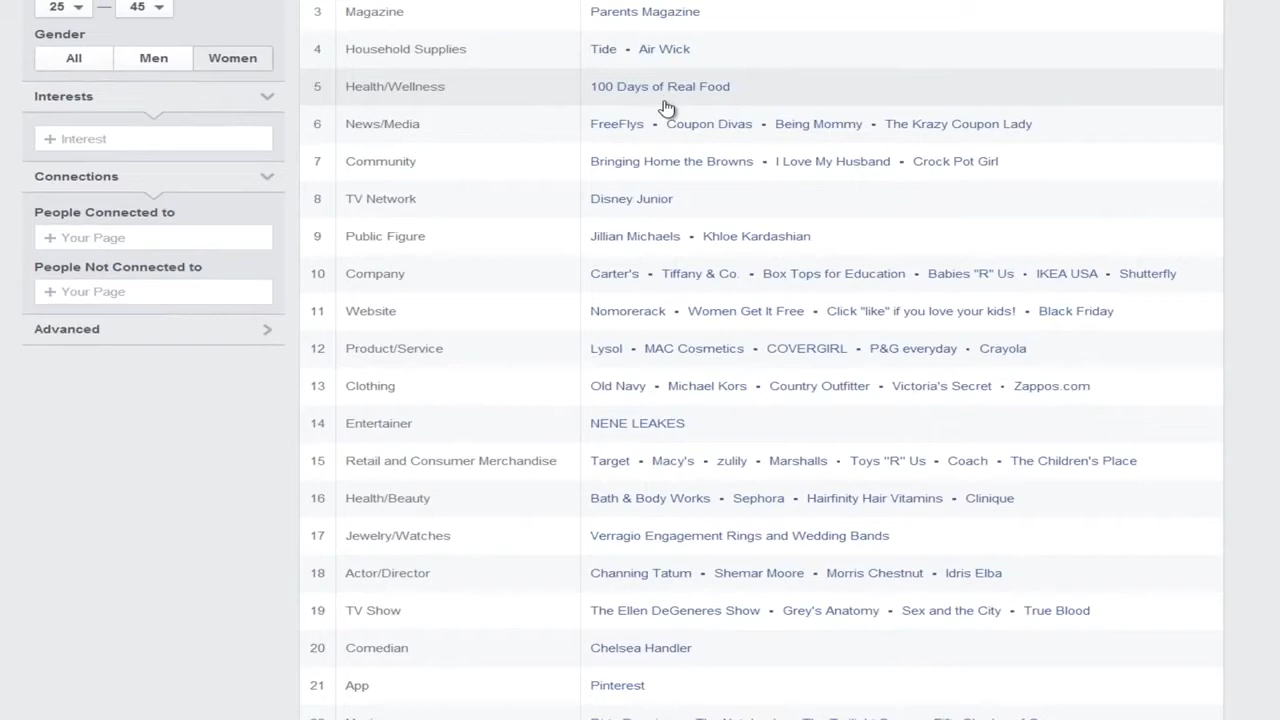 25 — 45
Gender
All Men Women
Interests
+ Interest
Connections
People Connected to
+ Your Page
People Not Connected to
+ Your Page
Advanced
3 Magazine Parents Magazine
4 Household Supplies Tide • Air Wick
5 Health/Wellness 100 Days of Real Food
6 News/Media FreeFlys • Coupon Divas • Being Mommy • The Krazy Coupon Lady
7 Community Bringing Home the Browns • I Love My Husband • Crock Pot Girl
8 TV Network Disney Junior
9 Public Figure Jillian Michaels • Khloe Kardashian
10 Company Carter's • Tiffany & Co. • Box Tops for Education • Babies "R" Us • IKEA USA • Shutterfly
11 Website Nomorerack • Women Get It Free • Click "like" if you love your kids! • Black Friday
12 Product/Service Lysol • MAC Cosmetics • COVERGIRL • P&G everyday • Crayola
13 Clothing Old Navy • Michael Kors • Country Outfitter • Victoria's Secret • Zappos.com
14 Entertainer NENE LEAKES
15 Retail and Consumer Merchandise Target • Macy's • zulily • Marshalls • Toys "R" Us • Coach • The Children's Place
16 Health/Beauty Bath & Body Works • Sephora • Hairfinity Hair Vitamins • Clinique
17 Jewelry/Watches Verragio Engagement Rings and Wedding Bands
18 Actor/Director Channing Tatum • Shemar Moore • Morris Chestnut • Idris Elba
19 TV Show The Ellen DeGeneres Show • Grey's Anatomy • Sex and the City • True Blood
20 Comedian Chelsea Handler
21 App Pinterest